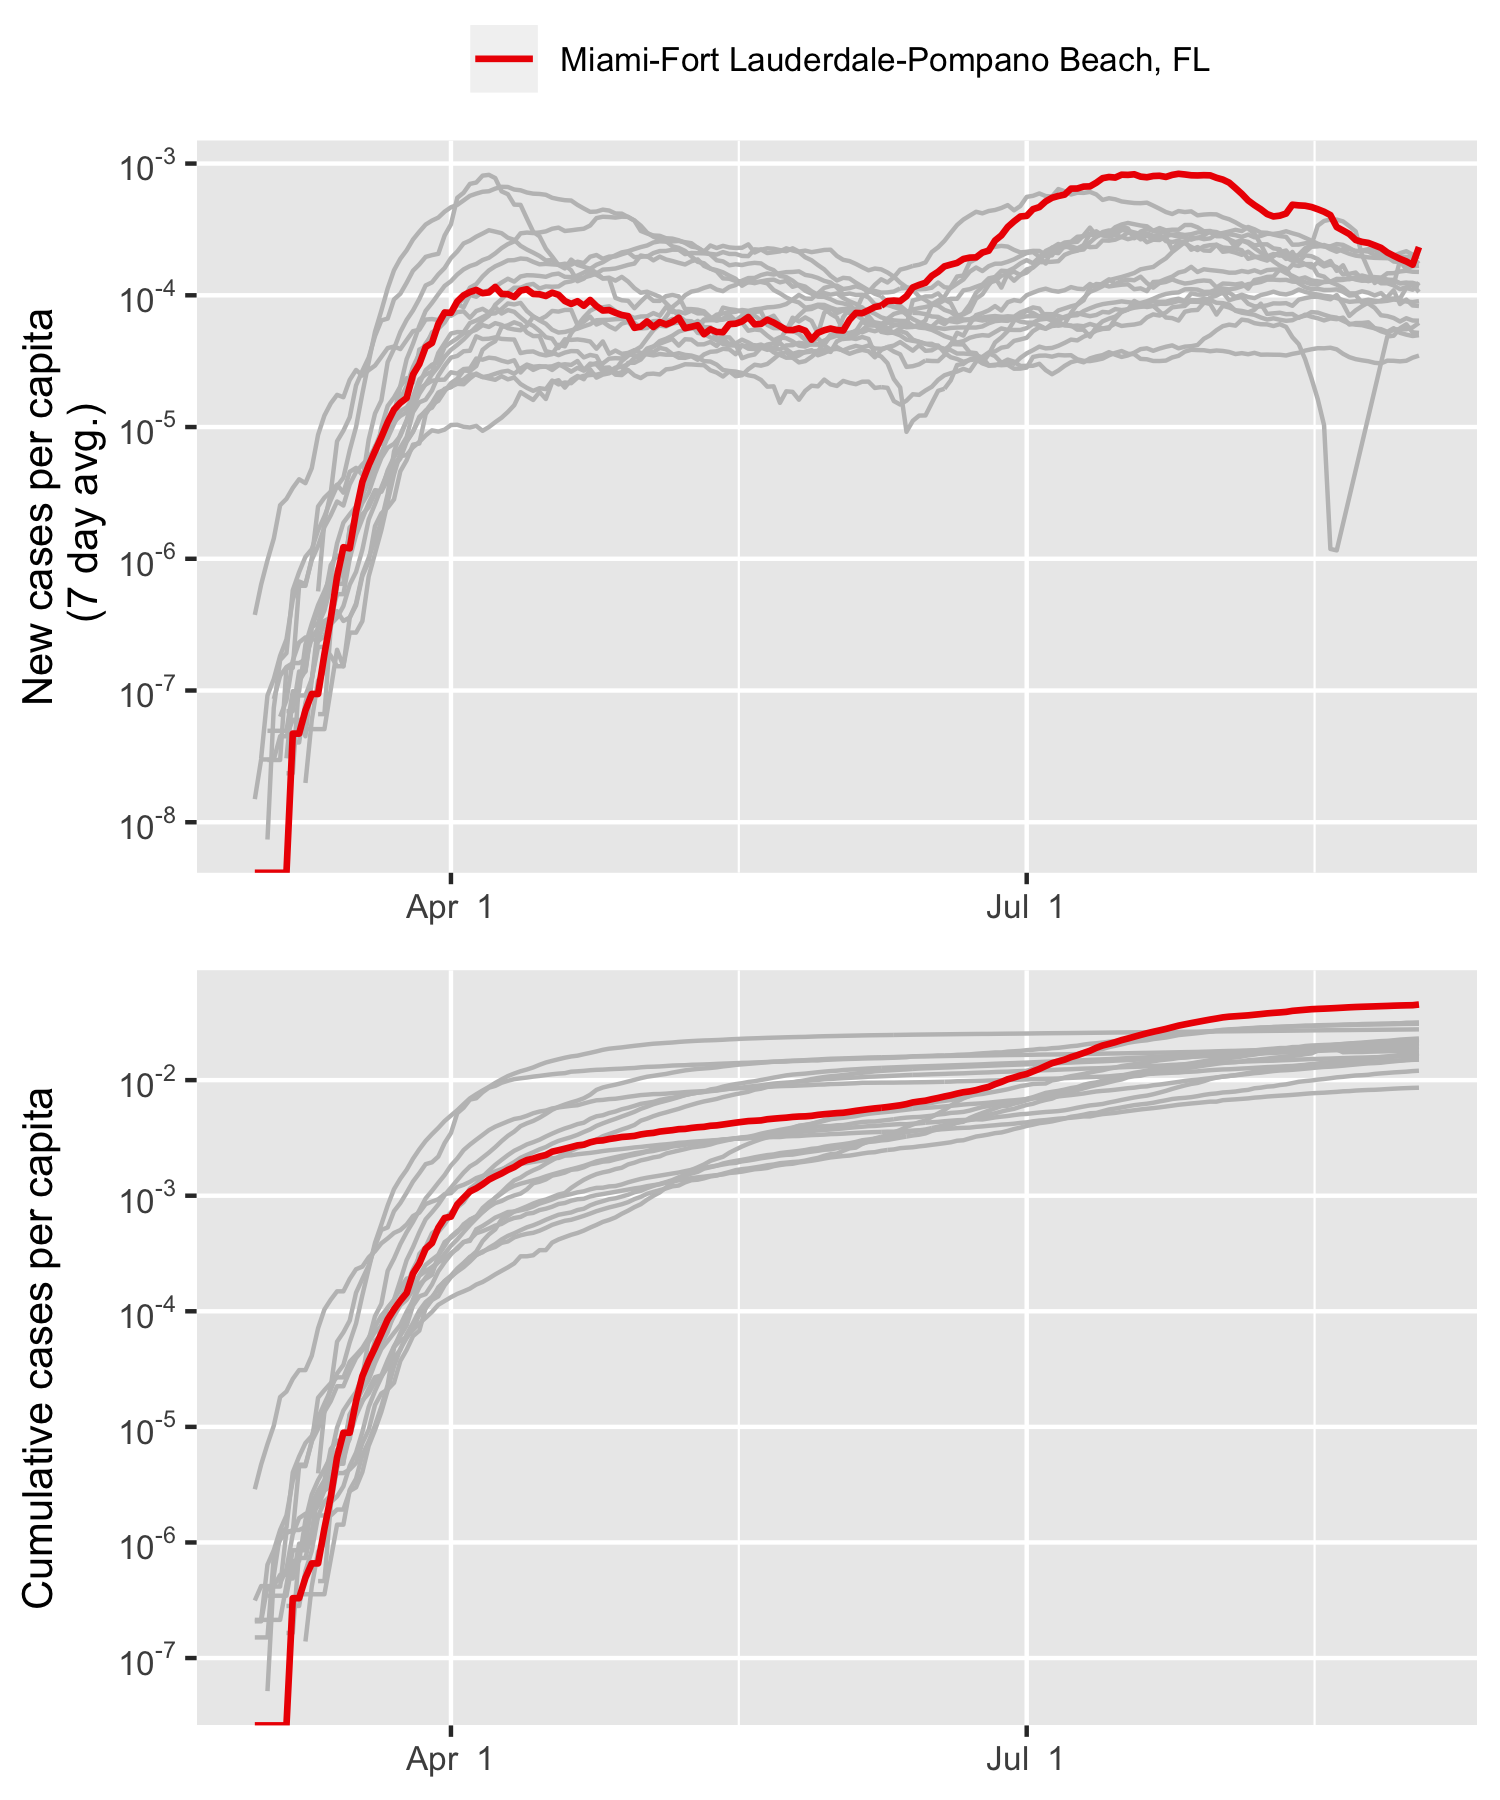 Miami-Fort Lauderdale-Pompano Beach, FL
New cases per capita
(7 day avg.)
10-3
10-4
10-5
10-6
10-7
10-8
Apr 1
Jul 1
Cumulative cases per capita
10-2
10-3
10-4
10-5
10-6
10-7
Apr 1
Jul 1